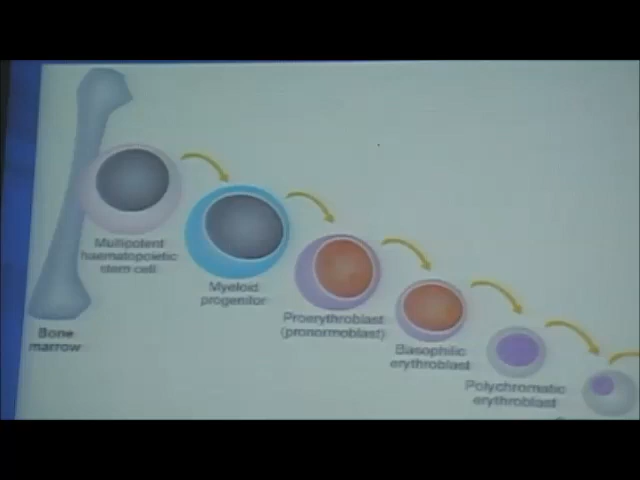 Multipotent
haematopoietic
stem cell
Myeloid
progenitor
Bone
marrow
Proerythroblast
(pronormoblast)
Basophilic
erythroblast
Polychromatic
erythroblast